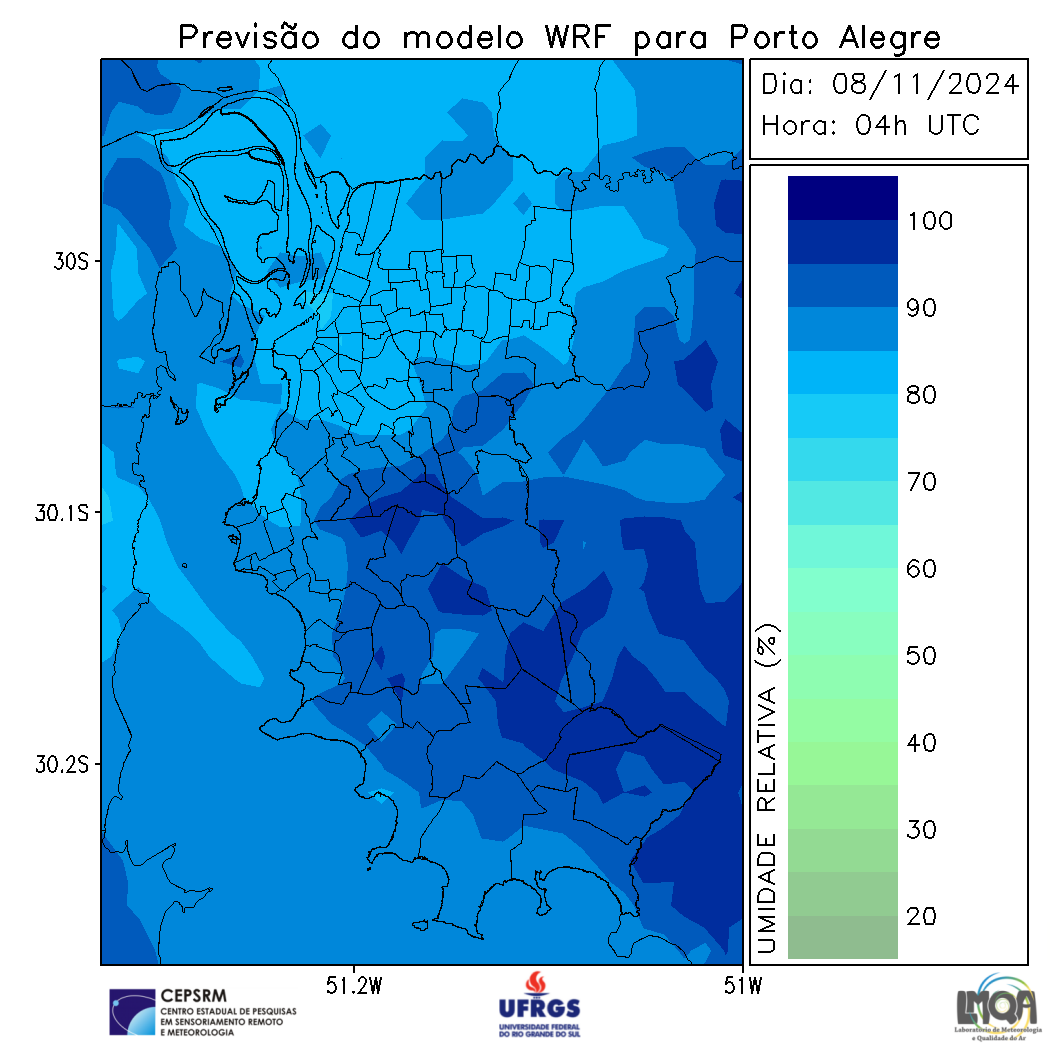 Previsão do modelo WRF para Porto Alegre
Dia: 08/11/2024
Hora: 04h UTC
30S
30.1S
30.2S
51.2W
51W
100
90
80
70
60
50
40
30
20
UMIDADE RELATIVA (%)
CEPSRM
CENTRO ESTADUAL DE PESQUISAS
EM SENSORIAMENTO REMOTO
E METEOROLOGIA
UFRGS
UNIVERSIDADE FEDERAL
DO RIO GRANDE DO SUL
LMQA
Laboratório de Meteorologia
e Qualidade do Ar